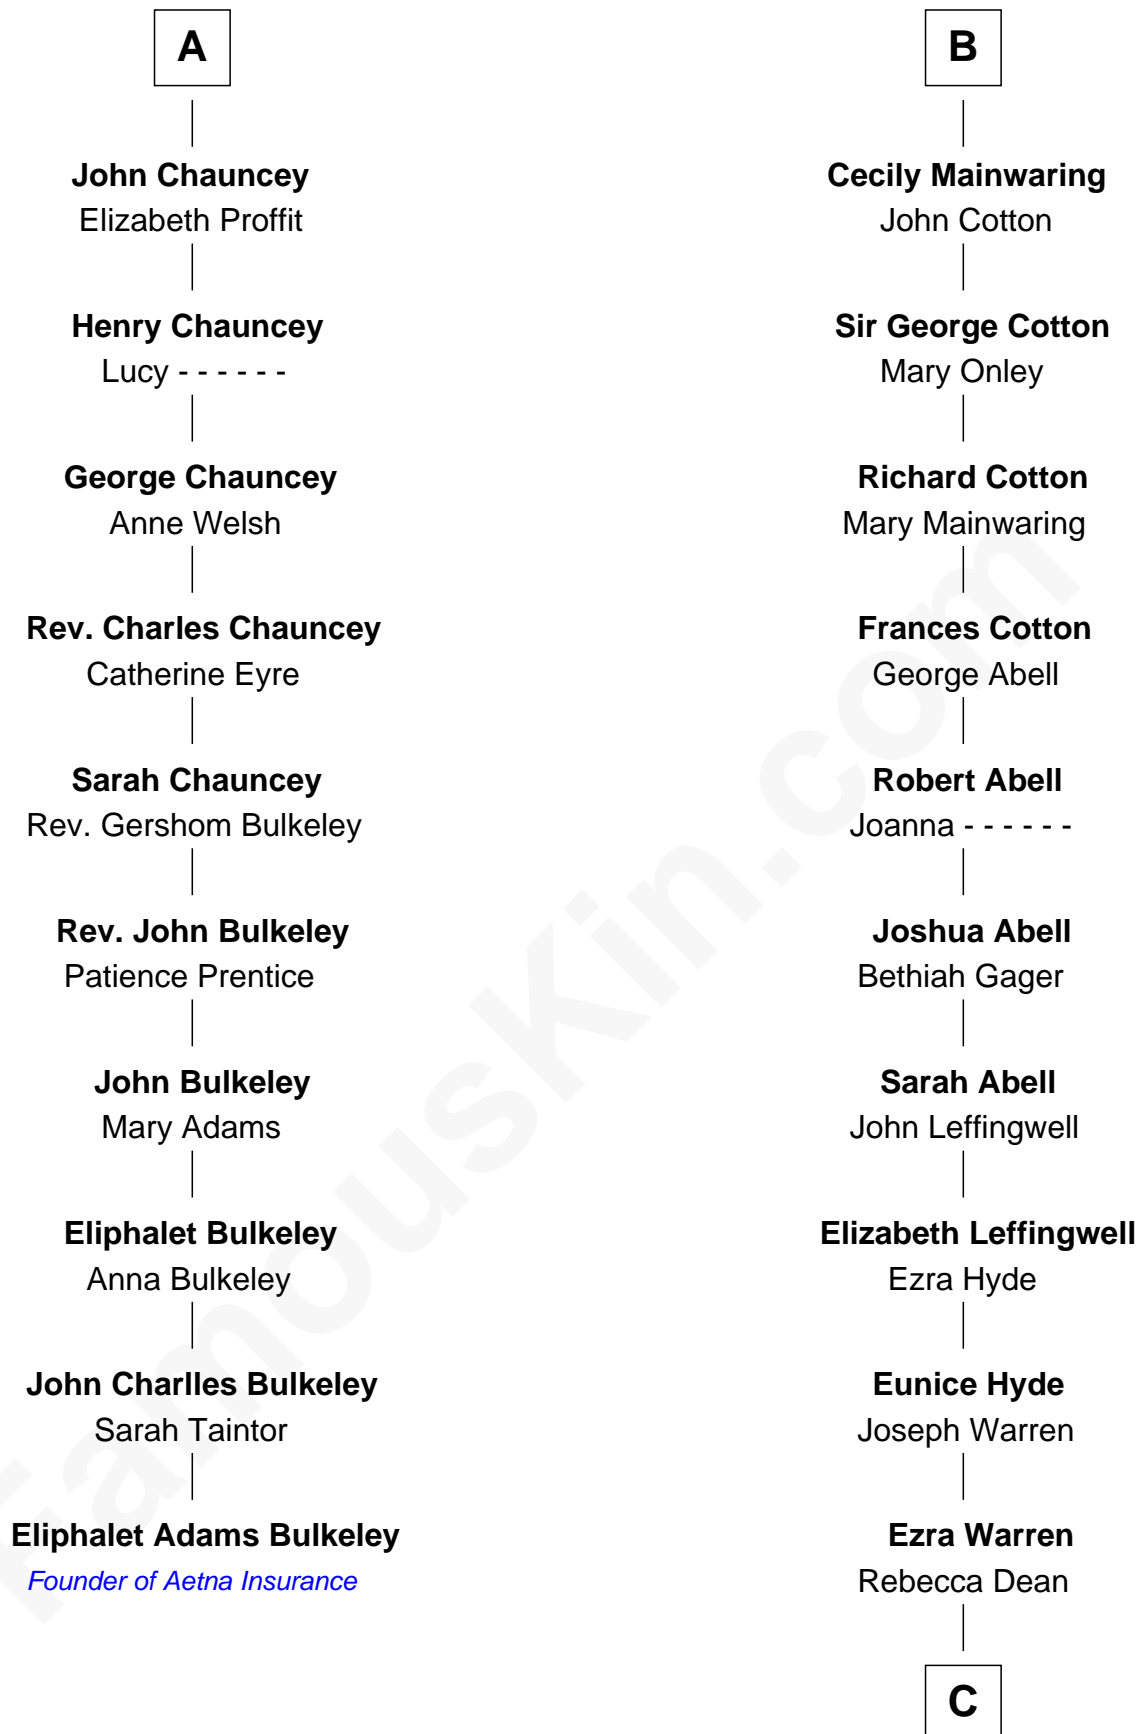 A
John Chauncey
Elizabeth Proffit
Henry Chauncey
Lucy - - - - - -
George Chauncey
Anne Welsh
Rev. Charles Chauncey
Catherine Eyre
Sarah Chauncey
Rev. Gershom Bulkeley
Rev. John Bulkeley
Patience Prentice
John Bulkeley
Mary Adams
Eliphalet Bulkeley
Anna Bulkeley
John Charlles Bulkeley
Sarah Taintor
Eliphalet Adams Bulkeley
Founder of Aetna Insurance
B
Cecily Mainwaring
John Cotton
Sir George Cotton
Mary Onley
Richard Cotton
Mary Mainwaring
Frances Cotton
George Abell
Robert Abell
Joanna - - - - - -
Joshua Abell
Bethiah Gager
Sarah Abell
John Leffingwell
Elizabeth Leffingwell
Ezra Hyde
Eunice Hyde
Joseph Warren
Ezra Warren
Rebecca Dean
C
FamousKin.com